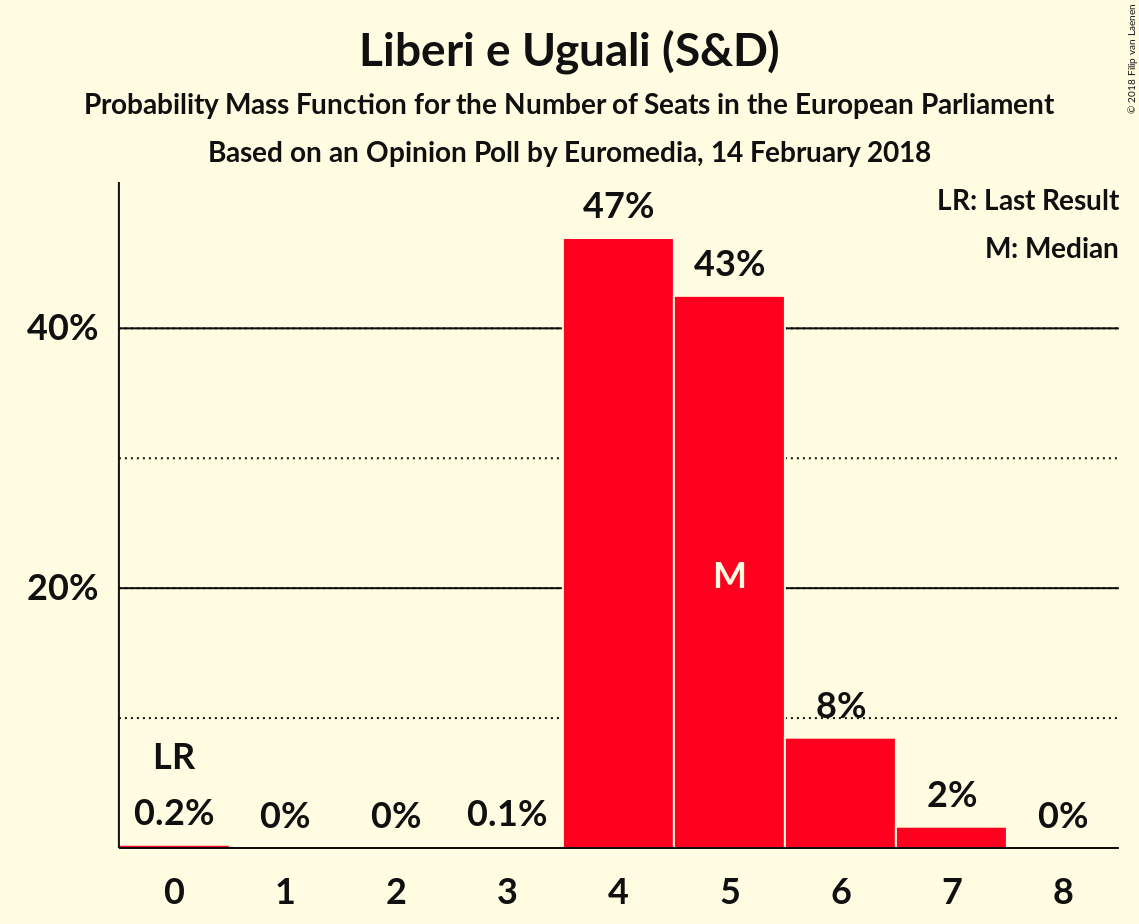 Liberi e Uguali (S&D)
Probability Mass Function for the Number of Seats in the European Parliament
Based on an Opinion Poll by Euromedia, 14 February 2018
© 2018 Filip van Laenen
LR: Last Result
M: Median
47%
43%
40%
M
20%
8%
LR
2%
0.2%
0%
0%
0.1%
0%
0
1
2
3
4
5
6
7
8